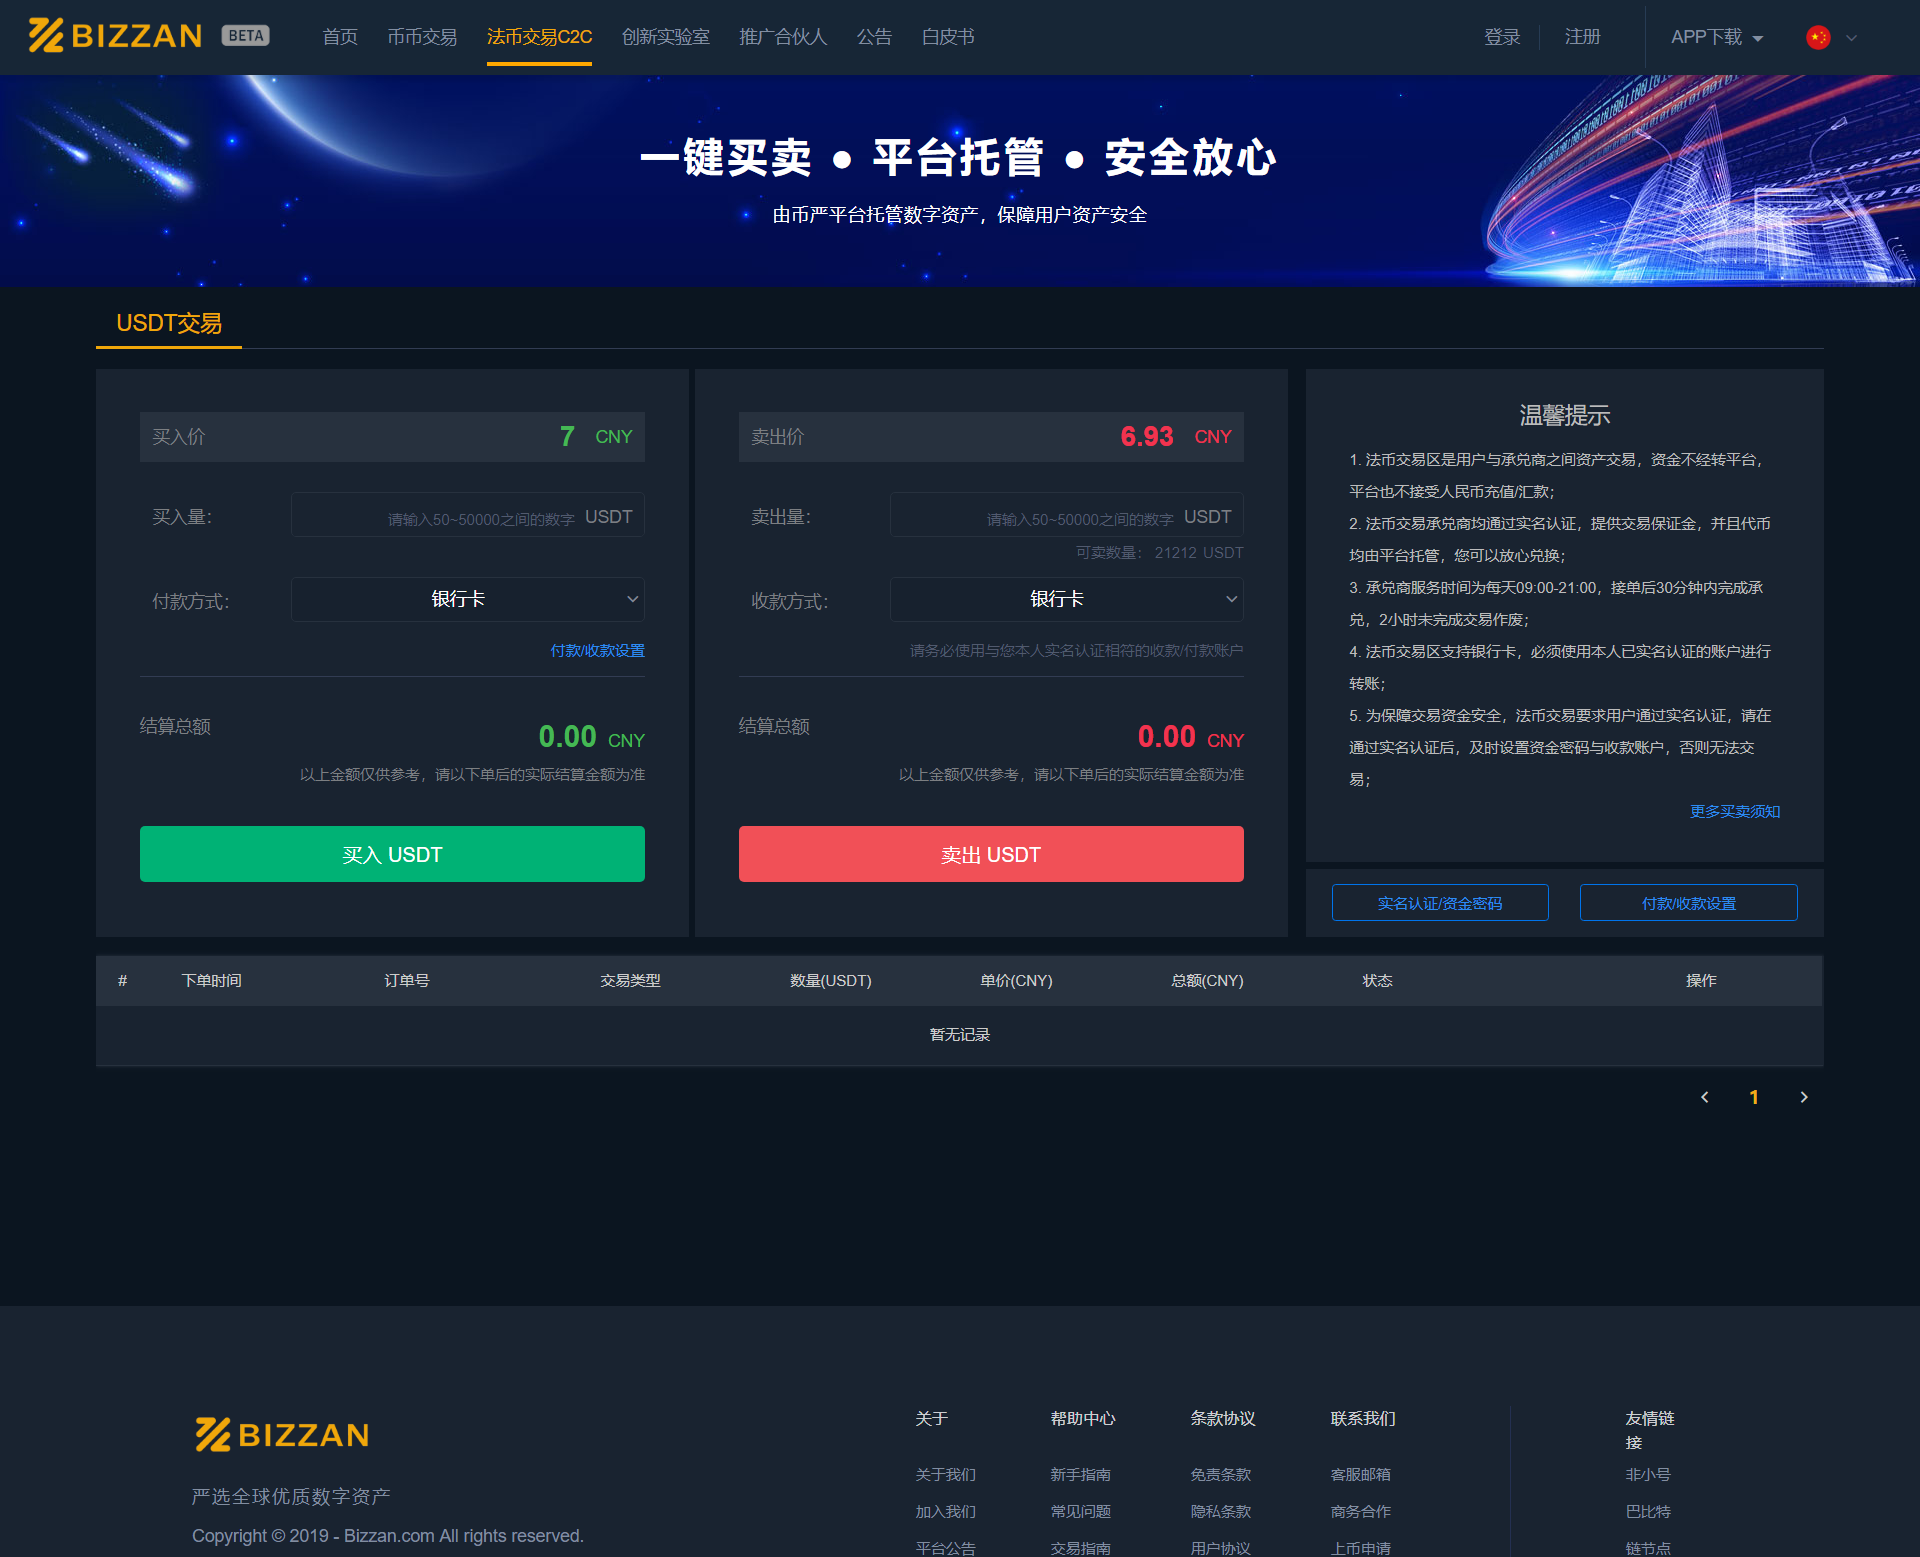 BIZZAN BETA 首页 币币交易 法币交易C2C 创新实验室 推广合伙人 公告 白皮书 登录 注册 APP下载
一键买卖 ● 平台托管 ● 安全放心
由币严平台托管数字资产，保障用户资产安全
USDT交易
买入价 7 CNY
买入量： 请输入50~50000之间的数字 USDT
付款方式： 银行卡
付款/收款设置
结算总额
0.00 CNY
以上金额仅供参考，请以下单后的实际结算金额为准
买入 USDT
卖出价 6.93 CNY
卖出量： 请输入50~50000之间的数字 USDT
可卖数量： 21212 USDT
收款方式： 银行卡
请务必使用与您本人实名认证相符的收款/付款账户
结算总额
0.00 CNY
以上金额仅供参考，请以下单后的实际结算金额为准
卖出 USDT
温馨提示
1. 法币交易区是用户与承兑商之间资产交易，资金不经转平台，
平台也不接受人民币充值/汇款；
2. 法币交易承兑商均通过实名认证，提供交易保证金，并且代币
均由平台托管，您可以放心兑换；
3. 承兑商服务时间为每天09:00-21:00，接单后30分钟内完成承
兑，2小时未完成交易作废；
4. 法币交易区支持银行卡，必须使用本人已实名认证的账户进行
转账；
5. 为保障交易资金安全，法币交易要求用户通过实名认证，请在
通过实名认证后，及时设置资金密码与收款账户，否则无法交
易；
更多买卖须知
实名认证/资金密码 付款/收款设置
# 下单时间 订单号 交易类型 数量(USDT) 单价(CNY) 总额(CNY) 状态 操作
暂无记录
1
BIZZAN
严选全球优质数字资产
Copyright © 2019 - Bizzan.com All rights reserved.
关于
关于我们
加入我们
平台公告
帮助中心
新手指南
常见问题
交易指南
条款协议
免责条款
隐私条款
用户协议
联系我们
客服邮箱
商务合作
上币申请
友情链
接
非小号
巴比特
链节点